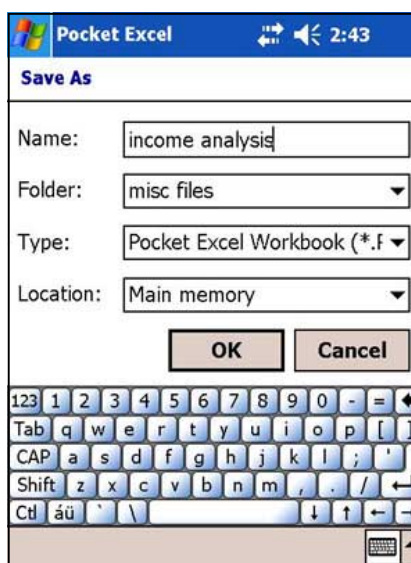 Pocket Excel 2:43
Save As
Name: income analysis
Folder: misc files
Type: Pocket Excel Workbook (*.F
Location: Main memory
OK Cancel
123 1 2 3 4 5 6 7 8 9 0 - =
Tab q w e r t y u i o p [ ]
CAP a s d f g h j k l ; '
Shift z x c v b n m , . / ←
Ctl áü ` \ ↓ ↑ ← →